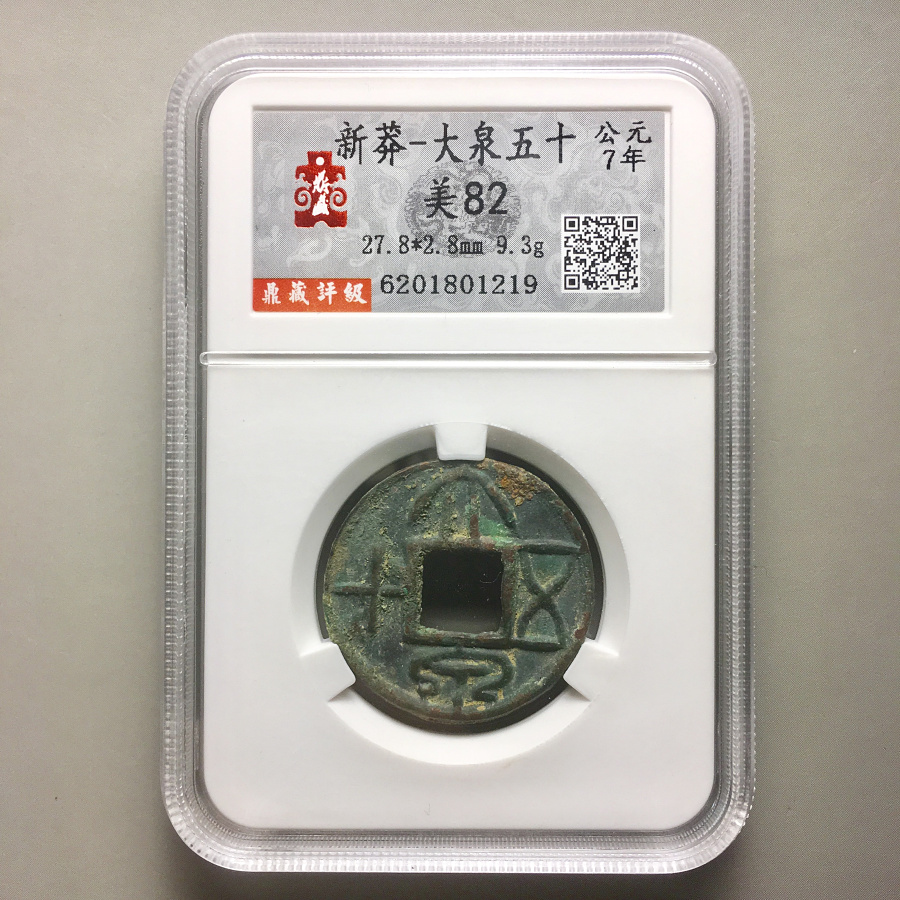 新莽-大泉五十 公元
7年
美82
27.8*2.8mm 9.3g
鼎藏評級 6201801219
大
十 五
泉